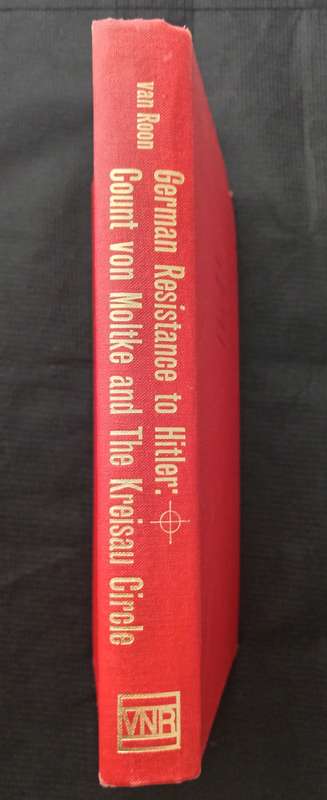 van Roon
German Resistance to Hitler:
Count von Moltke and The Kreisau Circle
VNR